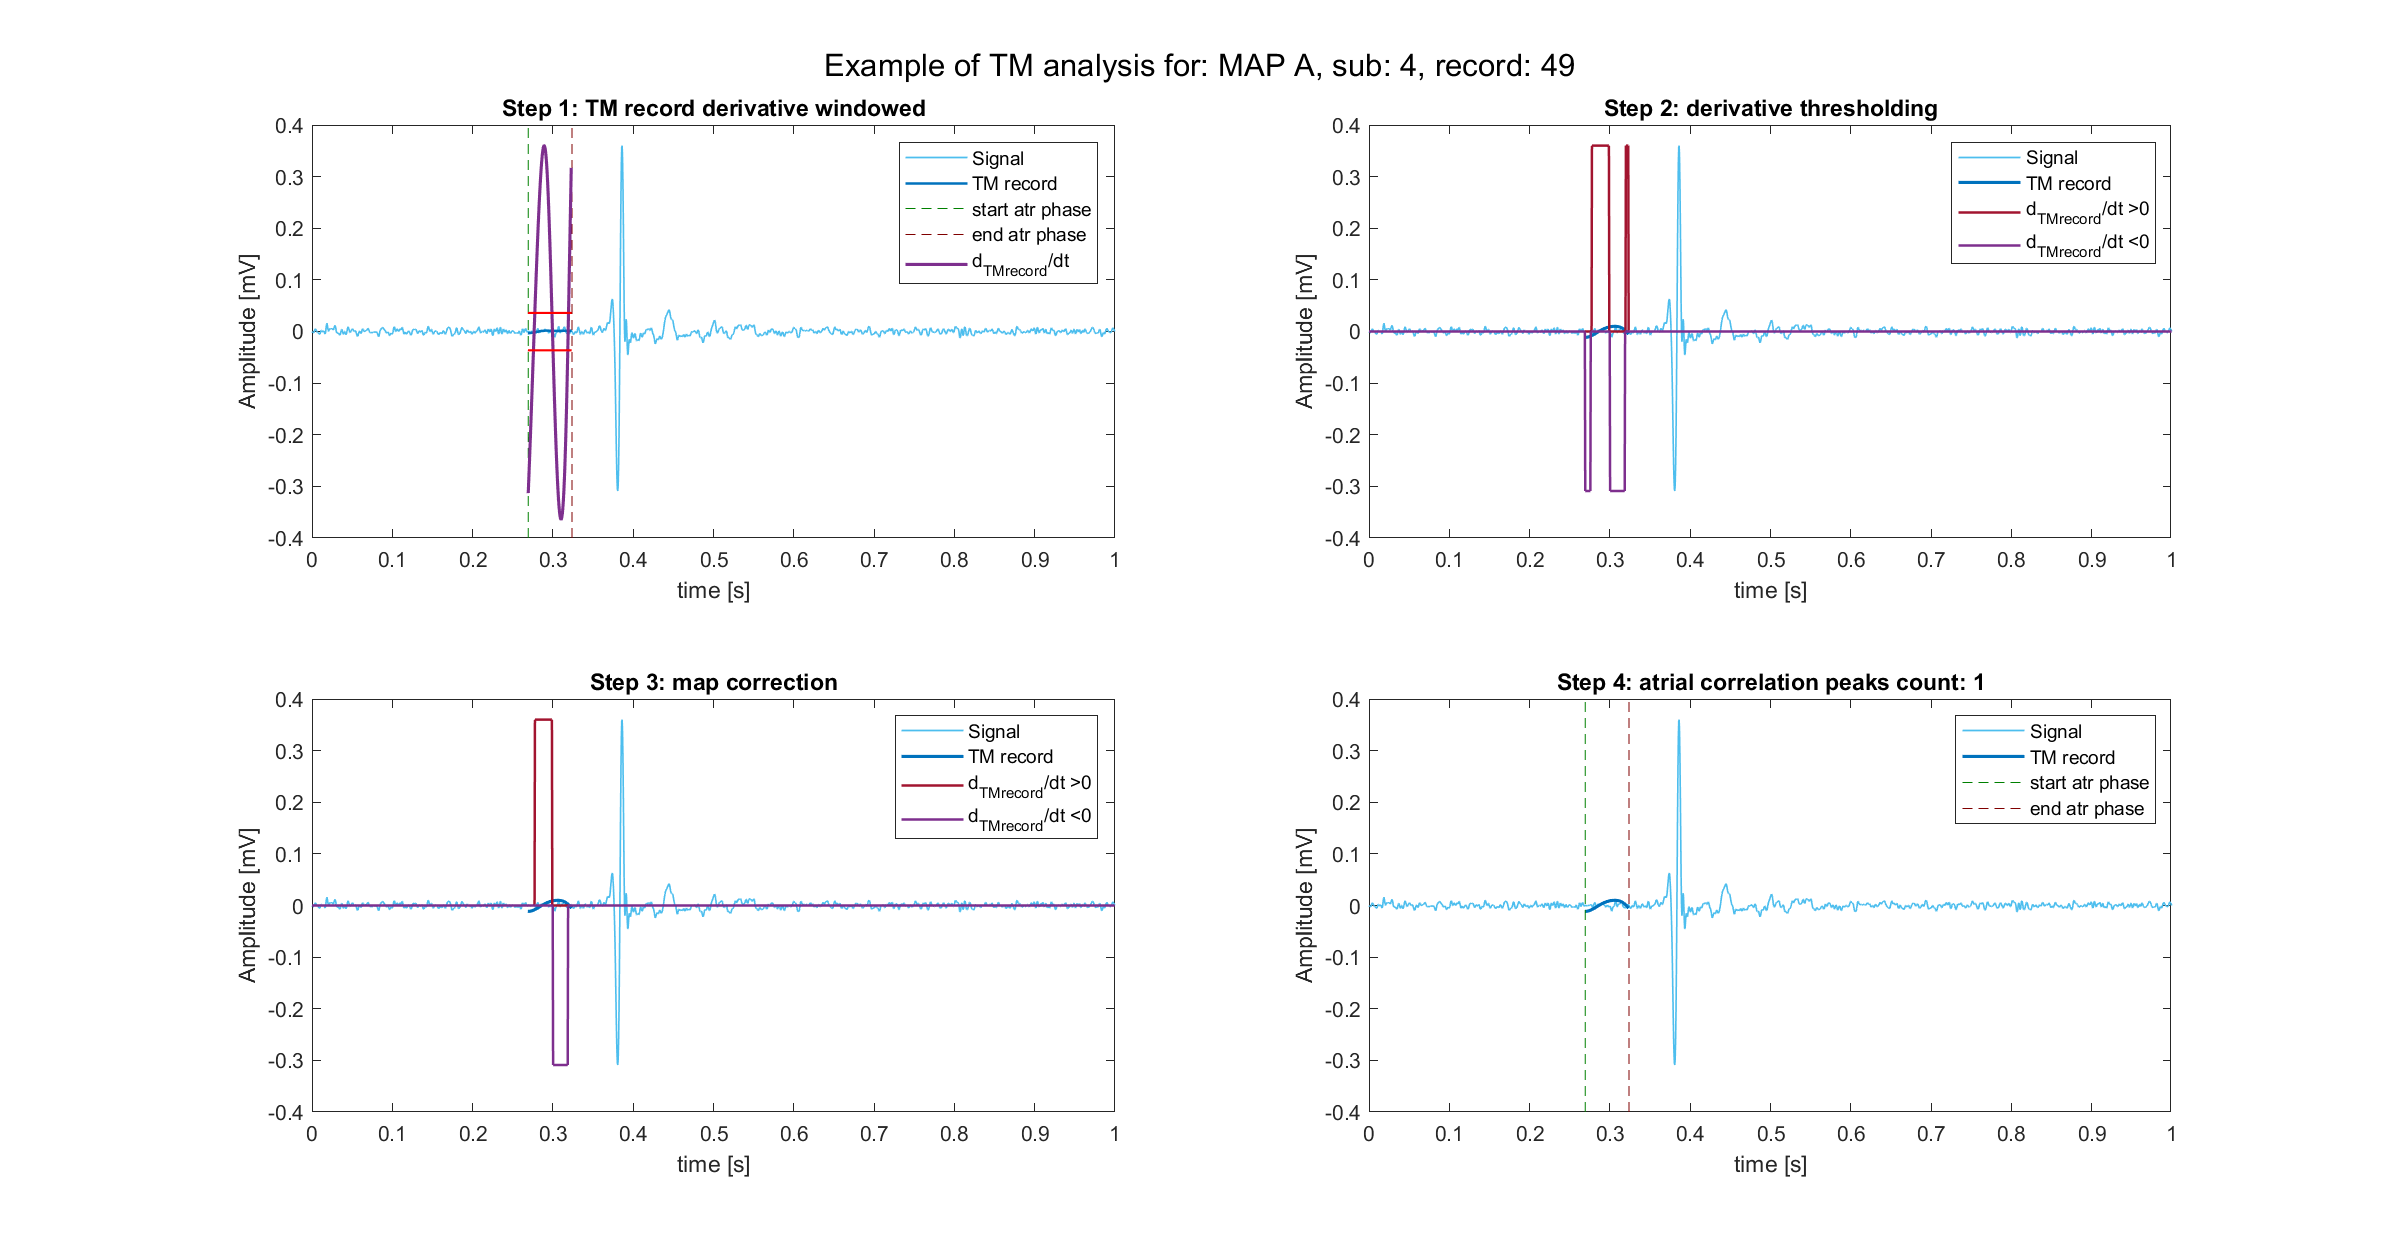 Example of TM analysis for: MAP A, sub: 4, record: 49
Step 1: TM record derivative windowed
0.4
0.3
0.2
0.1
0
-0.1
-0.2
-0.3
-0.4
Amplitude [mV]
0 0.1 0.2 0.3 0.4 0.5 0.6 0.7 0.8 0.9 1
time [s]
Signal
TM record
start atr phase
end atr phase
d_TMrecord/dt
Step 2: derivative thresholding
0.4
0.3
0.2
0.1
0
-0.1
-0.2
-0.3
-0.4
Amplitude [mV]
0 0.1 0.2 0.3 0.4 0.5 0.6 0.7 0.8 0.9 1
time [s]
Signal
TM record
d_TMrecord/dt >0
d_TMrecord/dt <0
Step 3: map correction
0.4
0.3
0.2
0.1
0
-0.1
-0.2
-0.3
-0.4
Amplitude [mV]
0 0.1 0.2 0.3 0.4 0.5 0.6 0.7 0.8 0.9 1
time [s]
Signal
TM record
d_TMrecord/dt >0
d_TMrecord/dt <0
Step 4: atrial correlation peaks count: 1
0.4
0.3
0.2
0.1
0
-0.1
-0.2
-0.3
-0.4
Amplitude [mV]
0 0.1 0.2 0.3 0.4 0.5 0.6 0.7 0.8 0.9 1
time [s]
Signal
TM record
start atr phase
end atr phase